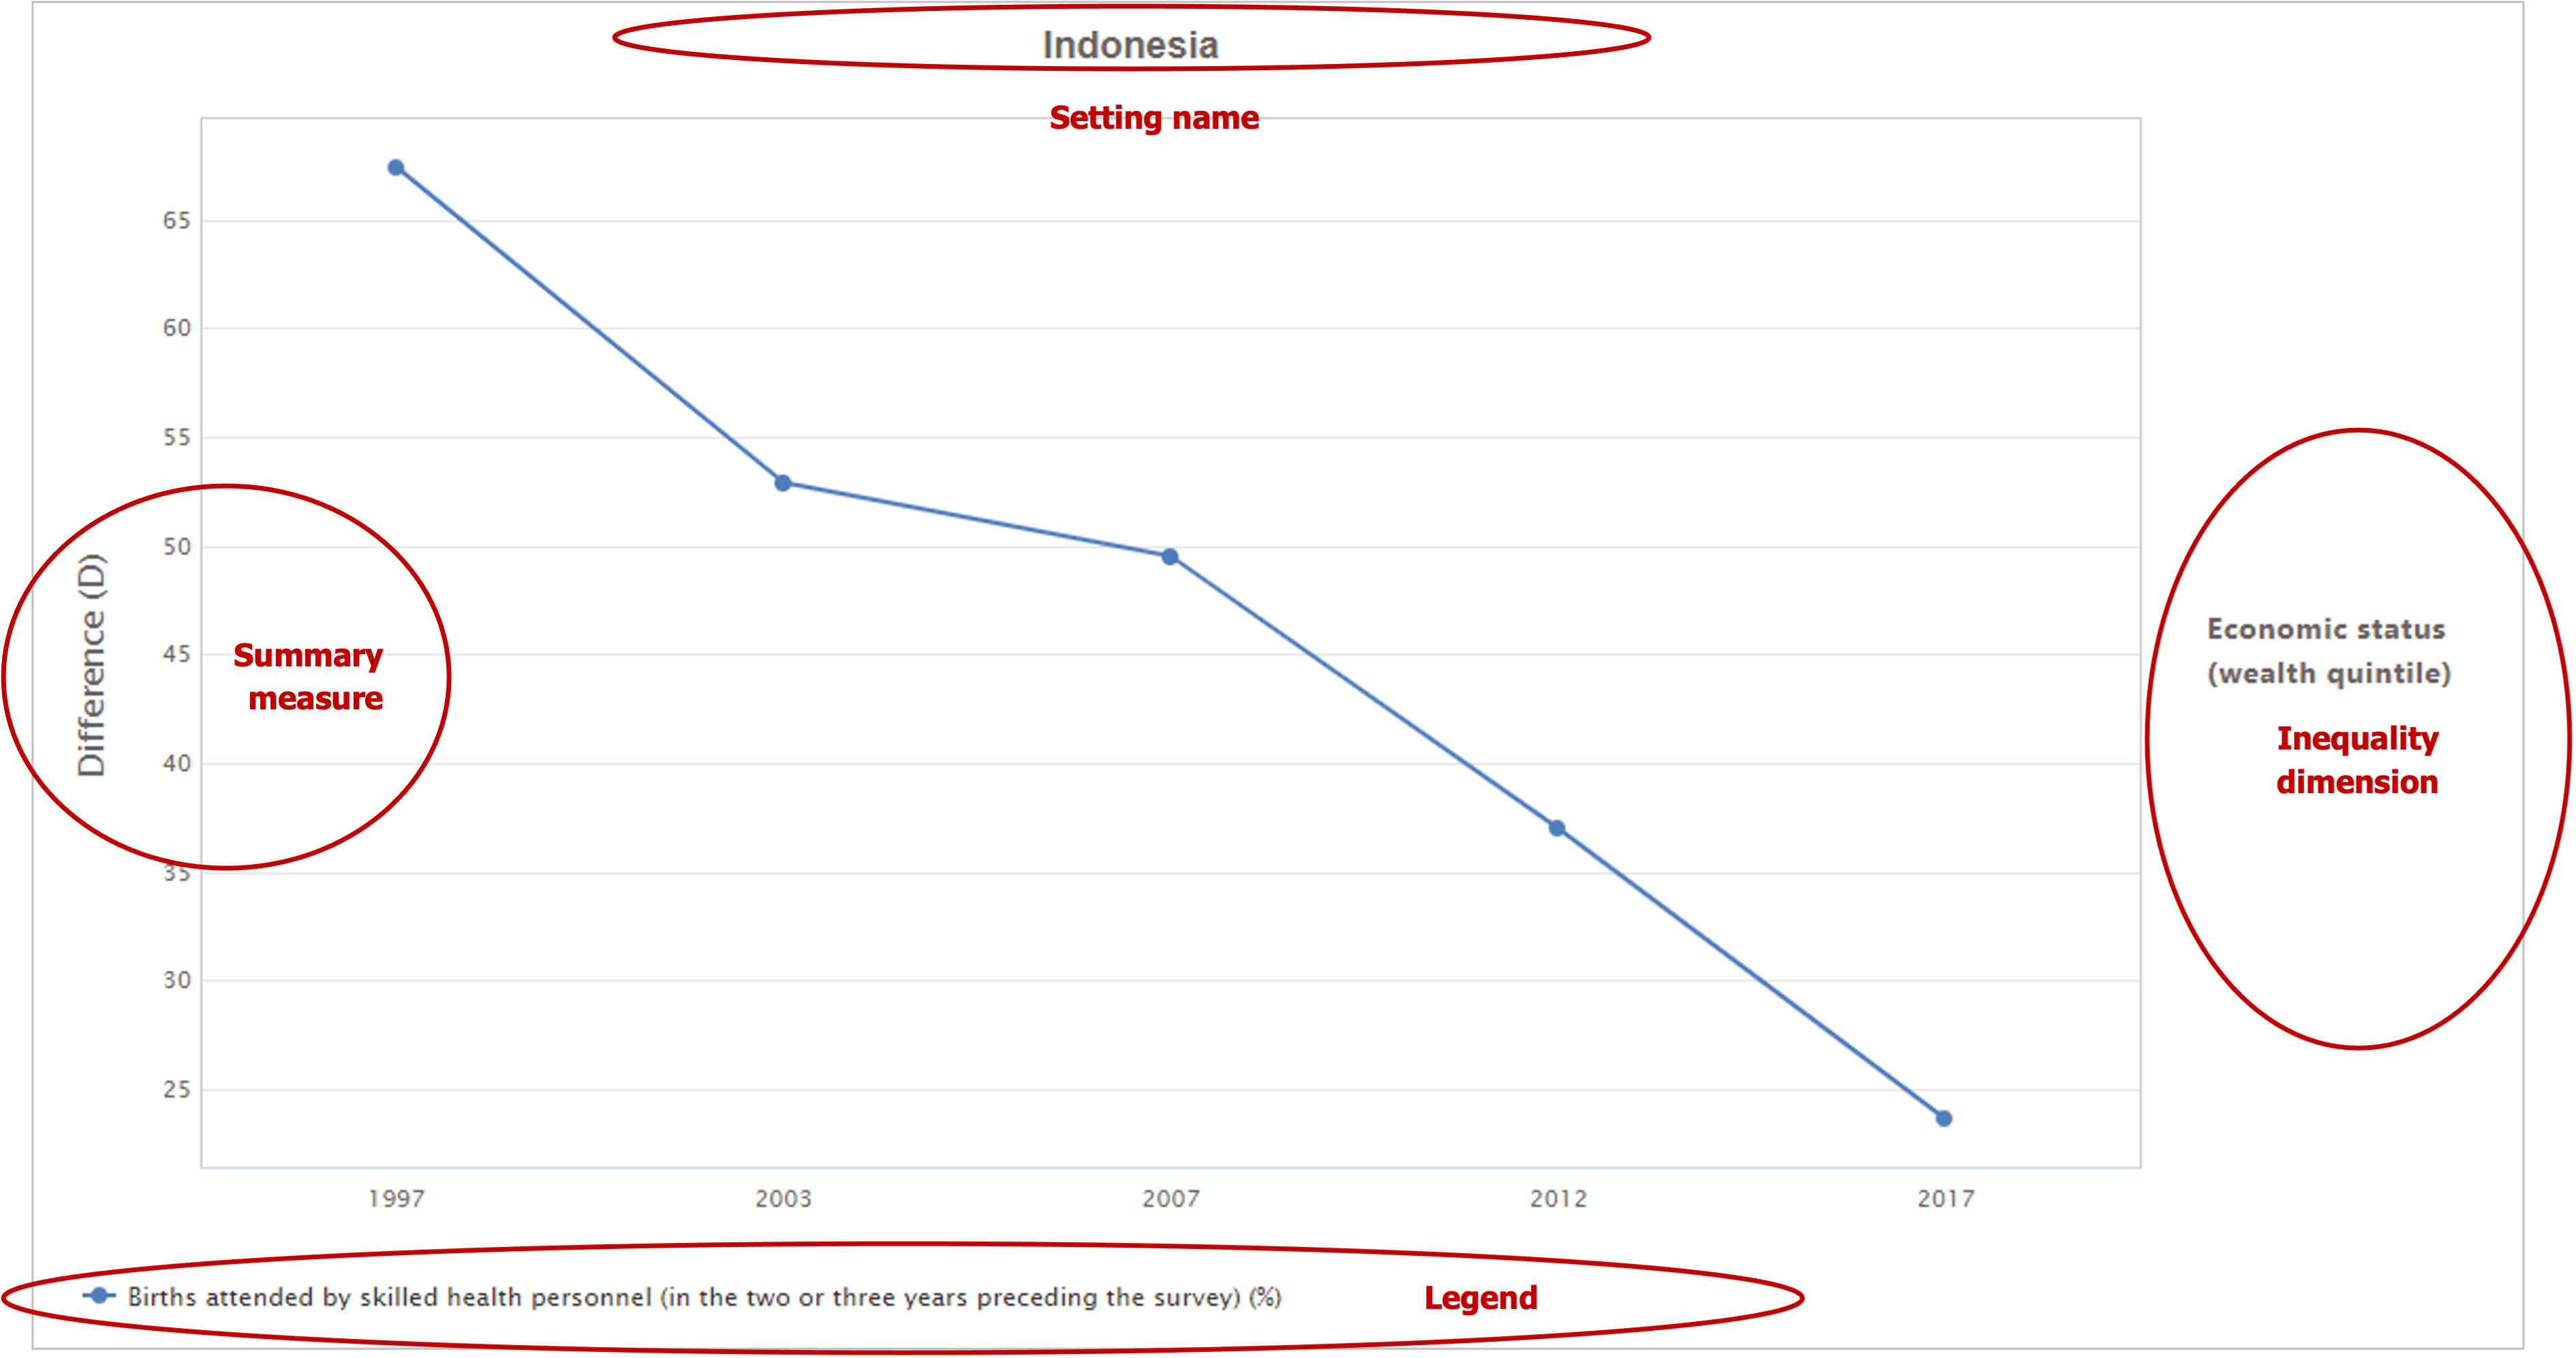 Indonesia
Setting name
65
60
55
50
45
40
35
30
25
Difference (D)
Summary
measure
Economic status
(wealth quintile)
Inequality
dimension
1997 2003 2007 2012 2017
Births attended by skilled health personnel (in the two or three years preceding the survey) (%)
Legend